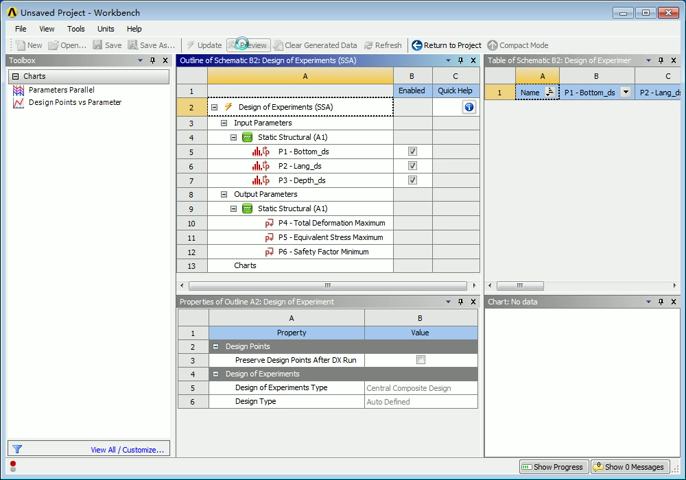 Unsaved Project - Workbench
File View Tools Units Help
New Open... Save Save As... Update Preview Clear Generated Data Refresh Return to Project Compact Mode
Toolbox
Charts
Parameters Parallel
Design Points vs Parameter
View All / Customize...
Outline of Schematic B2: Design of Experiments (SSA)
A B C
1 Enabled Quick Help
2 Design of Experiments (SSA)
3 Input Parameters
4 Static Structural (A1)
5 P1 - Bottom_ds
6 P2 - Lang_ds
7 P3 - Depth_ds
8 Output Parameters
9 Static Structural (A1)
10 P4 - Total Deformation Maximum
11 P5 - Equivalent Stress Maximum
12 P6 - Safety Factor Minimum
13 Charts
Properties of Outline A2: Design of Experiment
A B
1 Property Value
2 Design Points
3 Preserve Design Points After DX Run
4 Design of Experiments
5 Design of Experiments Type Central Composite Design
6 Design Type Auto Defined
Table of Schematic B2: Design of Experimer
A B C
1 Name P1 - Bottom_ds P2 - Lang_ds
Chart: No data
Show Progress Show 0 Messages